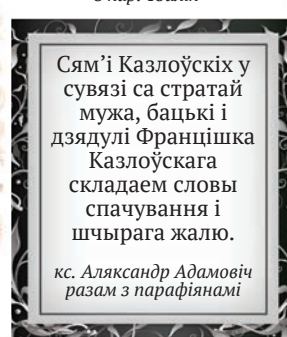 Сям’і Казлоўскіх у
сувязі са стратай
мужа, бацькі і
дзядулі Францішка
Казлоўскага
складаем словы
спачування і
шчырага жалю.
кс. Аляксандр Адамовіч
разам з парафіянамі